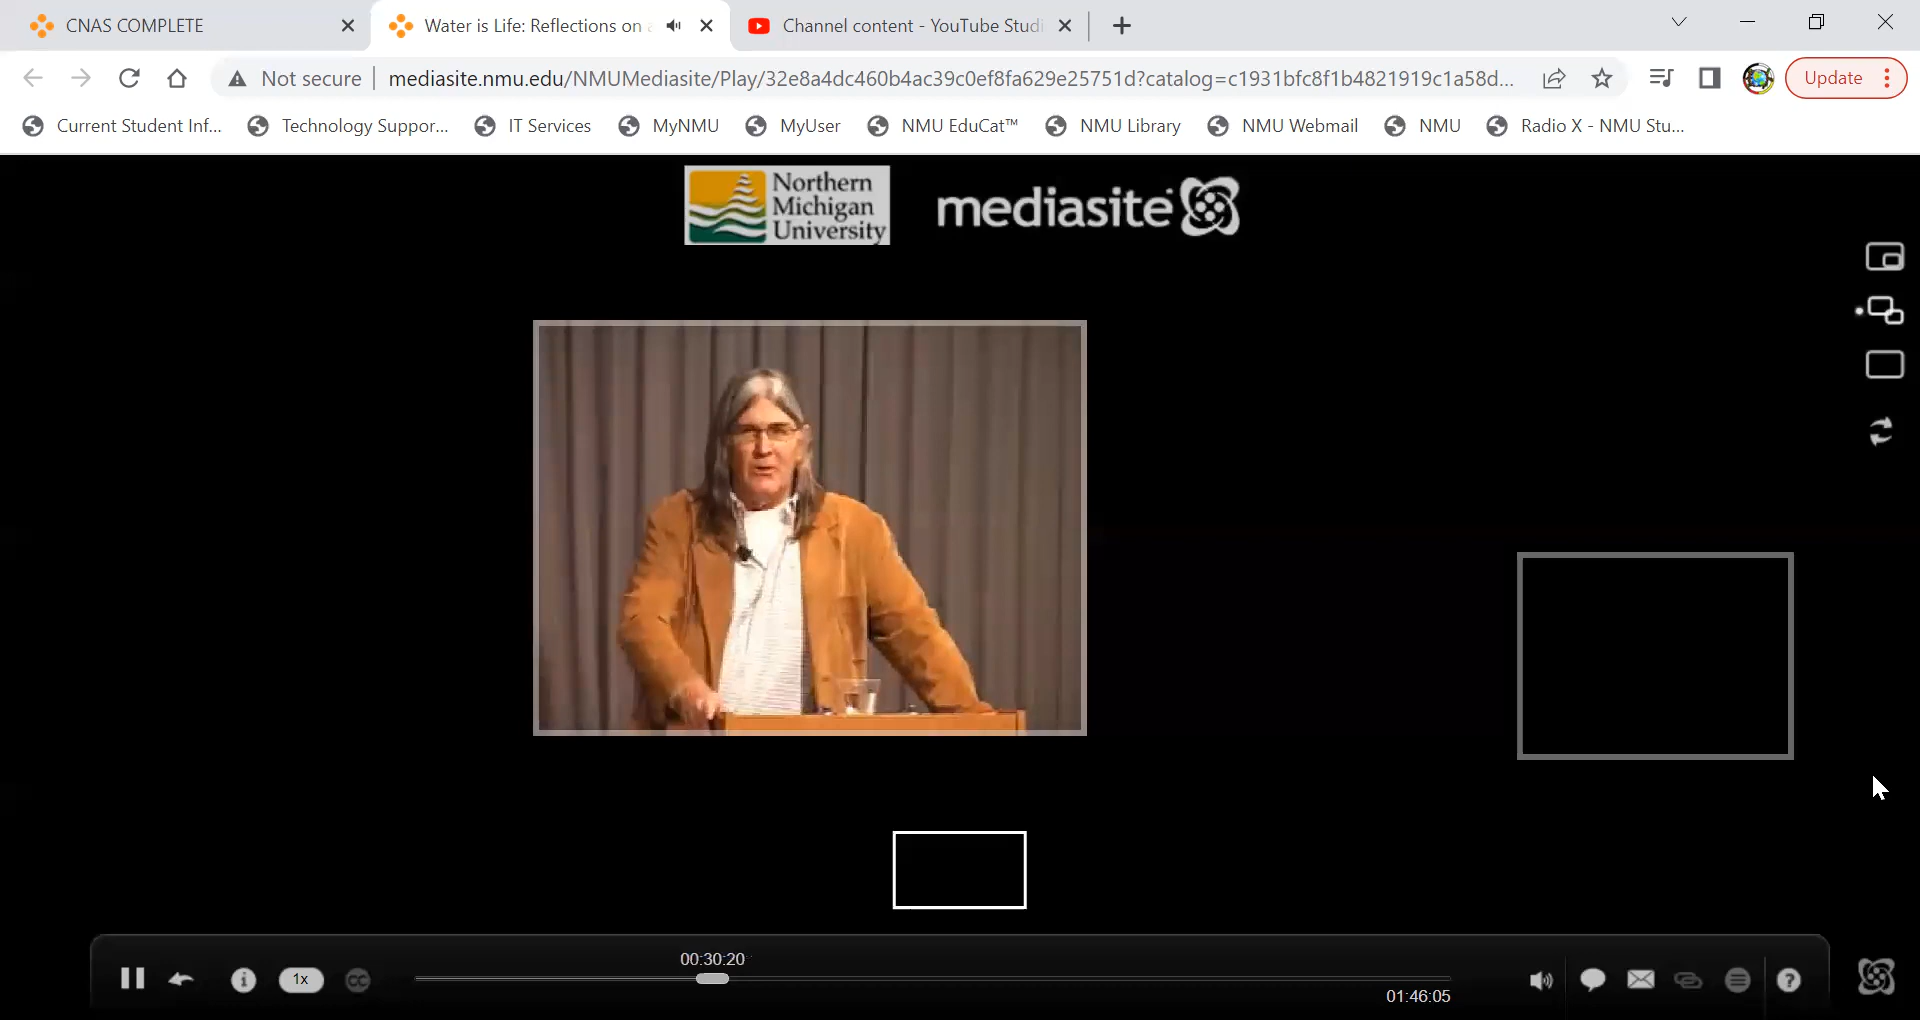 CNAS COMPLETE
Water is Life: Reflections on
Channel content - YouTube Studi
Not secure
mediasite.nmu.edu/NMUMediasite/Play/32e8a4dc460b4ac39c0ef8fa629e25751d?catalog=c1931bfc8f1b4821919c1a58d...
Update
Current Student Inf...
Technology Suppor...
IT Services
MyNMU
MyUser
NMU EduCat™
NMU Library
NMU Webmail
NMU
Radio X - NMU Stu...
Northern
Michigan
University
mediasite
00:30:20
1x
CC
01:46:05